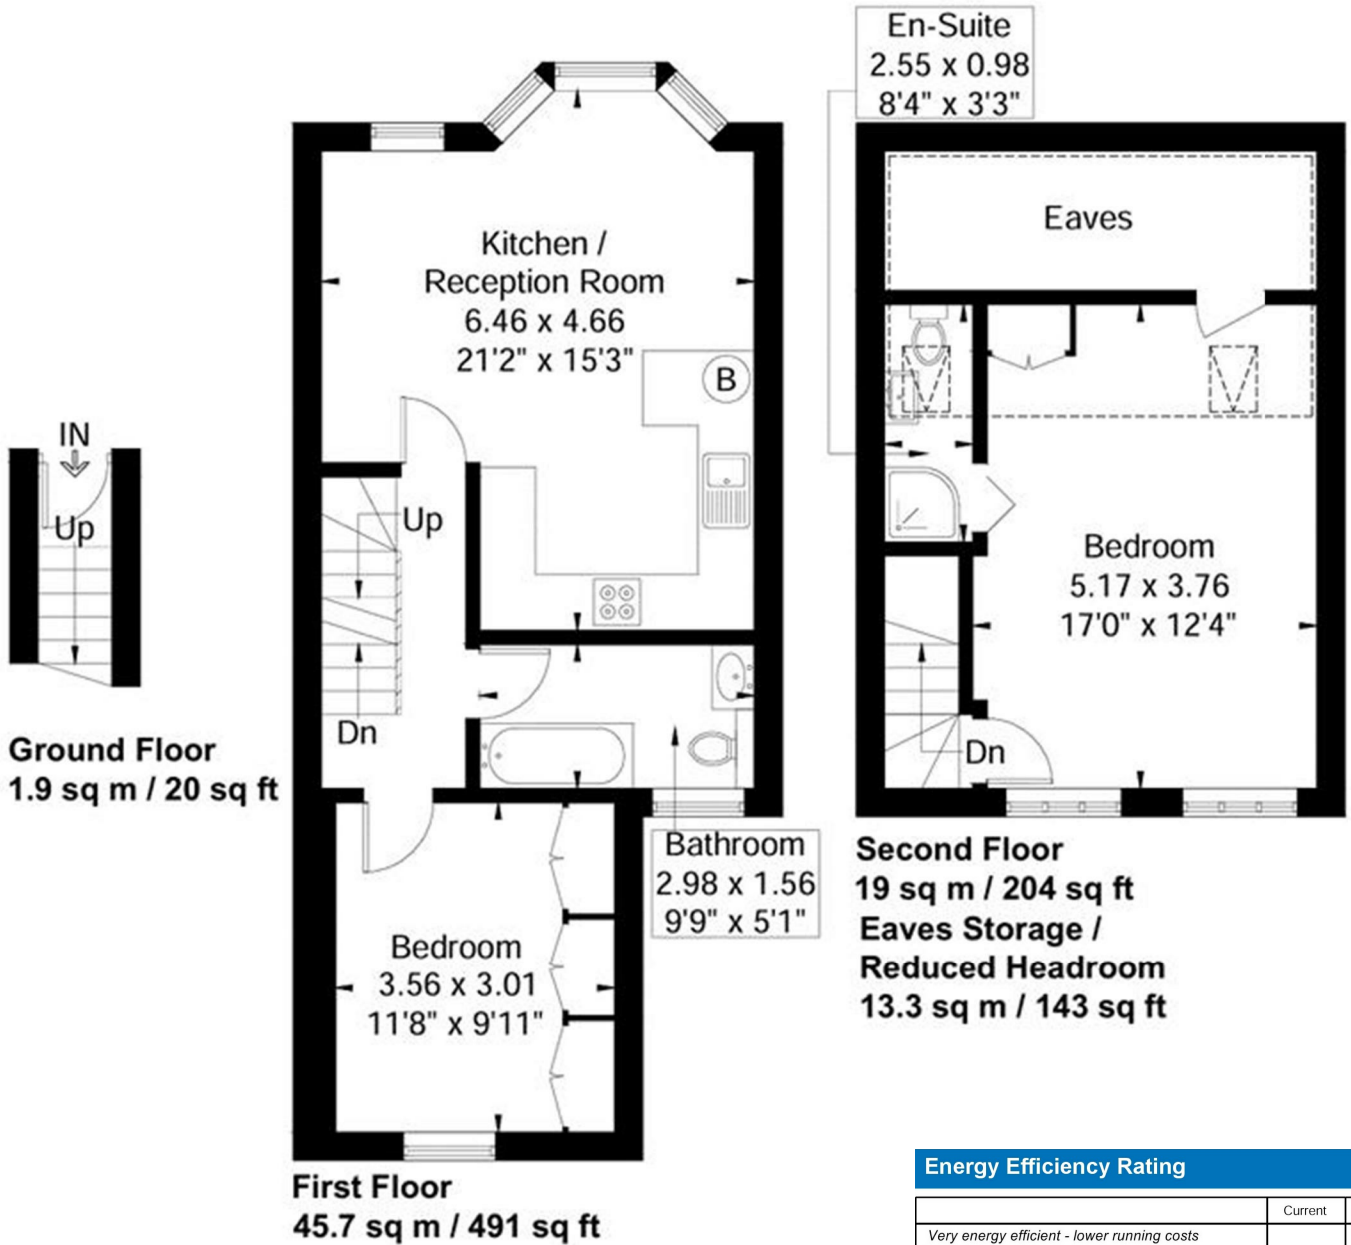 En-Suite
2.55 x 0.98
8'4" x 3'3"
Kitchen /
Reception Room
6.46 x 4.66
21'2" x 15'3"
B
Eaves
IN
Up
Up
Dn
Bedroom
5.17 x 3.76
17'0" x 12'4"
Dn
Ground Floor
1.9 sq m / 20 sq ft
Bathroom
2.98 x 1.56
9'9" x 5'1"
Bedroom
3.56 x 3.01
11'8" x 9'11"
Second Floor
19 sq m / 204 sq ft
Eaves Storage /
Reduced Headroom
13.3 sq m / 143 sq ft
First Floor
45.7 sq m / 491 sq ft
Energy Efficiency Rating
Current
Very energy efficient - lower running costs